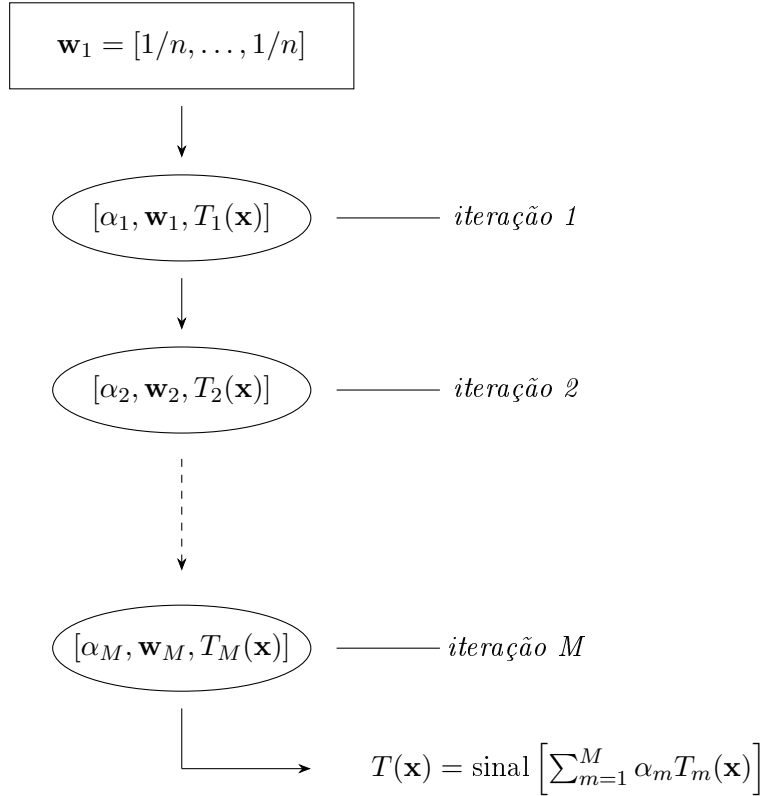 w₁ = [1/n, . . . , 1/n]
[α₁, w₁, T₁(x)]
iteração 1
[α₂, w₂, T₂(x)]
iteração 2
[α_M, w_M, T_M(x)]
iteração M
T(x) = sinal [∑_{m=1}^{M} α_m T_m(x)]